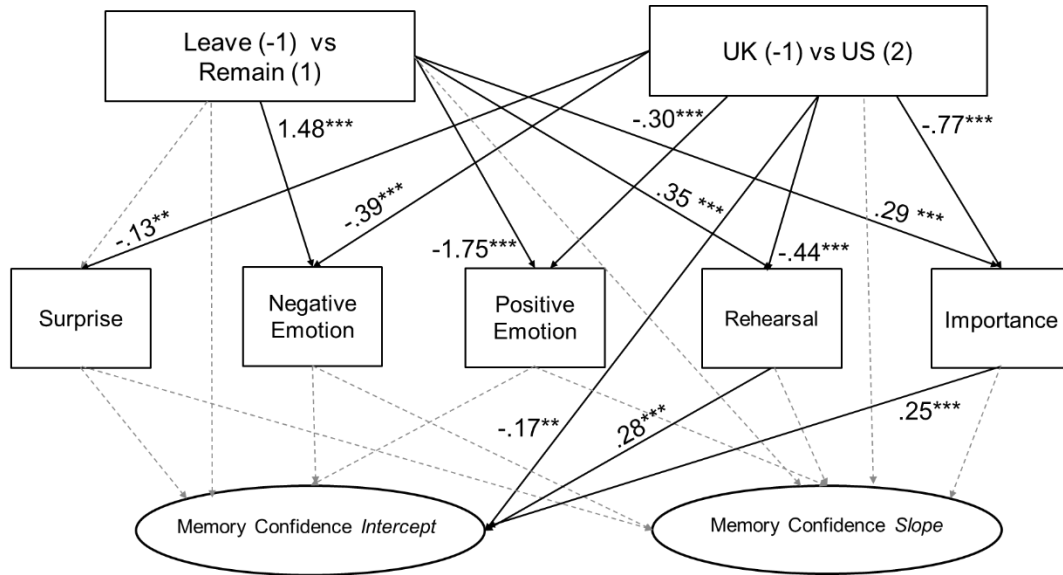 Leave (-1) vs
Remain (1)
UK (-1) vs US (2)
1.48***
-.30***
-.77***
-.13**
-.39***
.35 ***
.29 ***
-1.75***
-.44***
Surprise
Negative
Emotion
Positive
Emotion
Rehearsal
Importance
-.17**
.28***
.25***
Memory Confidence Intercept
Memory Confidence Slope